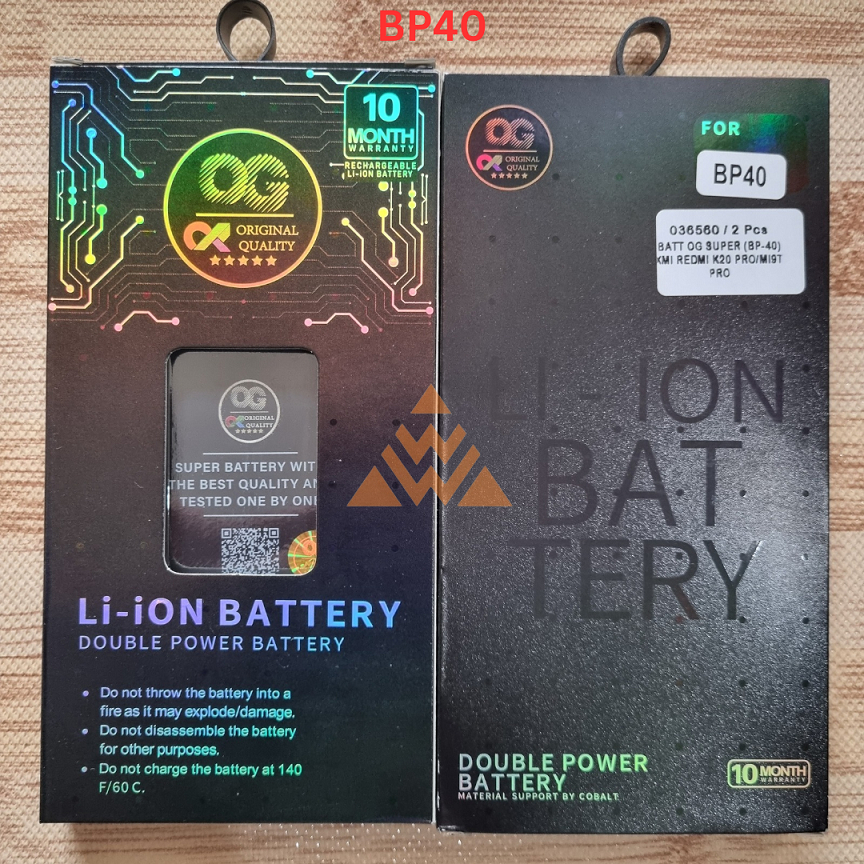 BP40
10
MONTH
WARRANTY
RECHARGEABLE
LI-ION BATTERY
OG
ORIGINAL
QUALITY
OG
ORIGINAL
QUALITY
SUPER BATTERY WIT
THE BEST QUALITY AN
TESTED ONE BY ONE
Li-iON BATTERY
DOUBLE POWER BATTERY
• Do not throw the battery into a
fire as it may explode/damage.
• Do not disassemble the battery
for other purposes.
• Do not charge the battery at 140
F/60 C.
OG
ORIGINAL
QUALITY
FOR
BP40
036560 / 2 Pcs
BATT OG SUPER (BP-40)
XMI REDMI K20 PRO/MI9T
PRO
LI - ION
BAT
TERY
DOUBLE POWER
BATTERY
MATERIAL SUPPORT BY COBALT
10 MONTH
WARRANTY